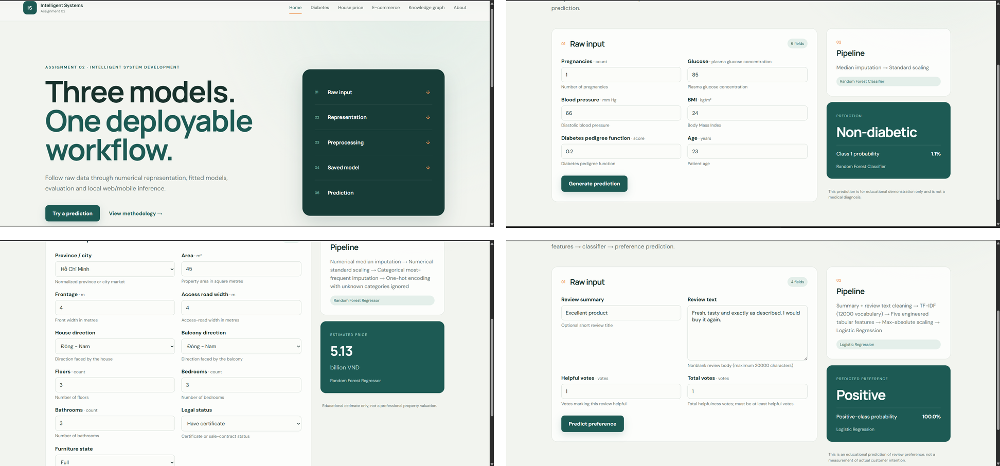 IS
Intelligent Systems
Assignment 02
Home Diabetes House price E-commerce Knowledge graph About
ASSIGNMENT 02 · INTELLIGENT SYSTEM DEVELOPMENT
Three models.
One deployable
workflow.
Follow raw data through numerical representation, fitted models,
evaluation and local web/mobile inference.
Try a prediction View methodology →
01 Raw input ↓
02 Representation ↓
03 Preprocessing ↓
04 Saved model ↓
05 Prediction
prediction.
01 Raw input 6 fields
Pregnancies · count Glucose · plasma glucose concentration
1 85
Number of pregnancies Plasma glucose concentration
Blood pressure · mm Hg BMI · kg/m²
66 24
Diastolic blood pressure Body Mass Index
Diabetes pedigree function · score Age · years
0.2 23
Diabetes pedigree function Patient age
Generate prediction
02
Pipeline
Median imputation → Standard scaling
Random Forest Classifier
PREDICTION
Non-diabetic
Class 1 probability 1.1%
Random Forest Classifier
This prediction is for educational demonstration only and is not a
medical diagnosis.
Province / city Area · m²
Hồ Chí Minh 45
Normalized province or city market Property area in square metres
Frontage · m Access road width · m
4 4
Front width in metres Access-road width in metres
House direction Balcony direction
Đông - Nam Đông - Nam
Direction faced by the house Direction faced by the balcony
Floors · count Bedrooms · count
3 3
Number of floors Number of bedrooms
Bathrooms · count Legal status
3 Have certificate
Number of bathrooms Certificate or sale-contract status
Furniture state
Full
Pipeline
Numerical median imputation → Numerical
standard scaling → Categorical most-
frequent imputation → One-hot encoding
with unknown categories ignored
Random Forest Regressor
ESTIMATED PRICE
5.13
billion VND
Random Forest Regressor
Educational estimate only; not a professional property valuation.
features → classifier → preference prediction.
01 Raw input 4 fields
Review summary Review text
Excellent product Fresh, tasty and exactly as described. I would
buy it again.
Optional short review title
Nonblank review body (maximum 20000 characters)
Helpful votes · votes Total votes · votes
1 1
Votes marking this review helpful Total helpfulness votes; must be at least helpful votes
Predict preference
02
Pipeline
Summary + review text cleaning → TF-IDF
(12000 vocabulary) → Five engineered
tabular features → Max-absolute scaling →
Logistic Regression
Logistic Regression
PREDICTED PREFERENCE
Positive
Positive-class probability 100.0%
Logistic Regression
This is an educational prediction of review preference, not a
measurement of actual customer intention.